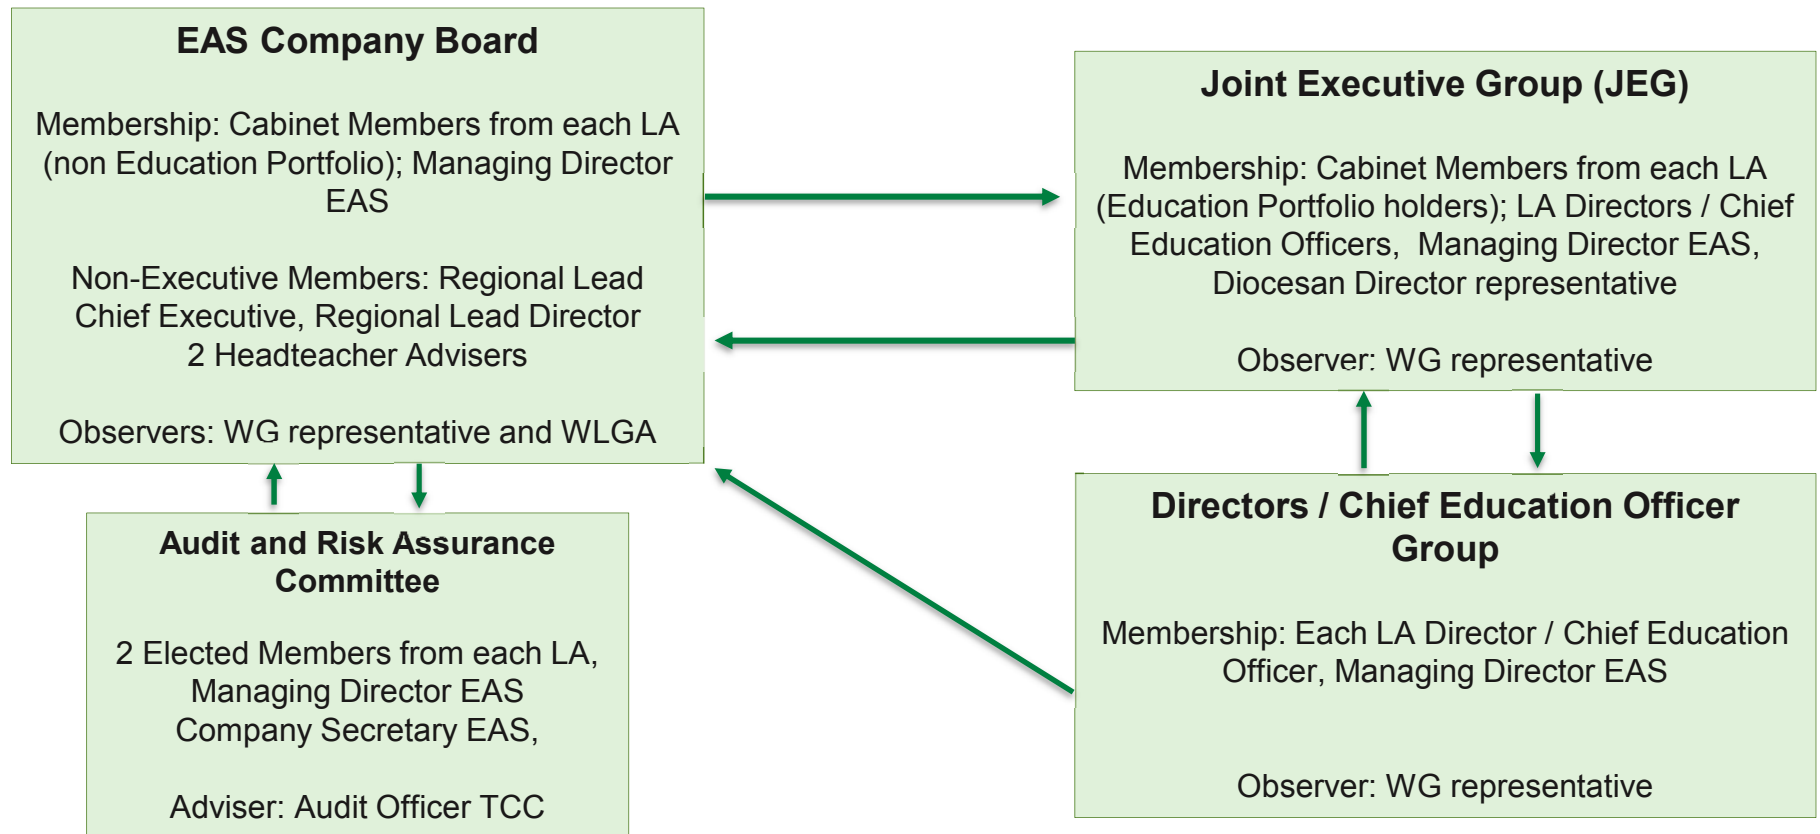 EAS Company Board
Membership: Cabinet Members from each LA
(non Education Portfolio); Managing Director
EAS
Non-Executive Members: Regional Lead
Chief Executive, Regional Lead Director
2 Headteacher Advisers
Observers: WG representative and WLGA
Joint Executive Group (JEG)
Membership: Cabinet Members from each LA
(Education Portfolio holders); LA Directors / Chief
Education Officers, Managing Director EAS,
Diocesan Director representative
Observer: WG representative
Audit and Risk Assurance
Committee
2 Elected Members from each LA,
Managing Director EAS
Company Secretary EAS,
Adviser: Audit Officer TCC
Directors / Chief Education Officer
Group
Membership: Each LA Director / Chief Education
Officer, Managing Director EAS
Observer: WG representative